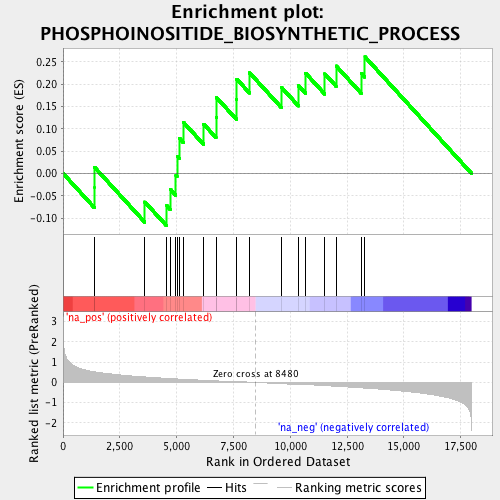 Enrichment plot:
PHOSPHOINOSITIDE_BIOSYNTHETIC_PROCESS
Enrichment score (ES)
0.25
0.20
0.15
0.10
0.05
0.00
-0.05
-0.10
Ranked list metric (PreRanked)
'na_pos' (positively correlated)
3
2
1
0
-1
-2
Zero cross at 8480
'na_neg' (negatively correlated)
0
2,500
5,000
7,500
10,000
12,500
15,000
17,500
Rank in Ordered Dataset
Enrichment profile
Hits
Ranking metric scores